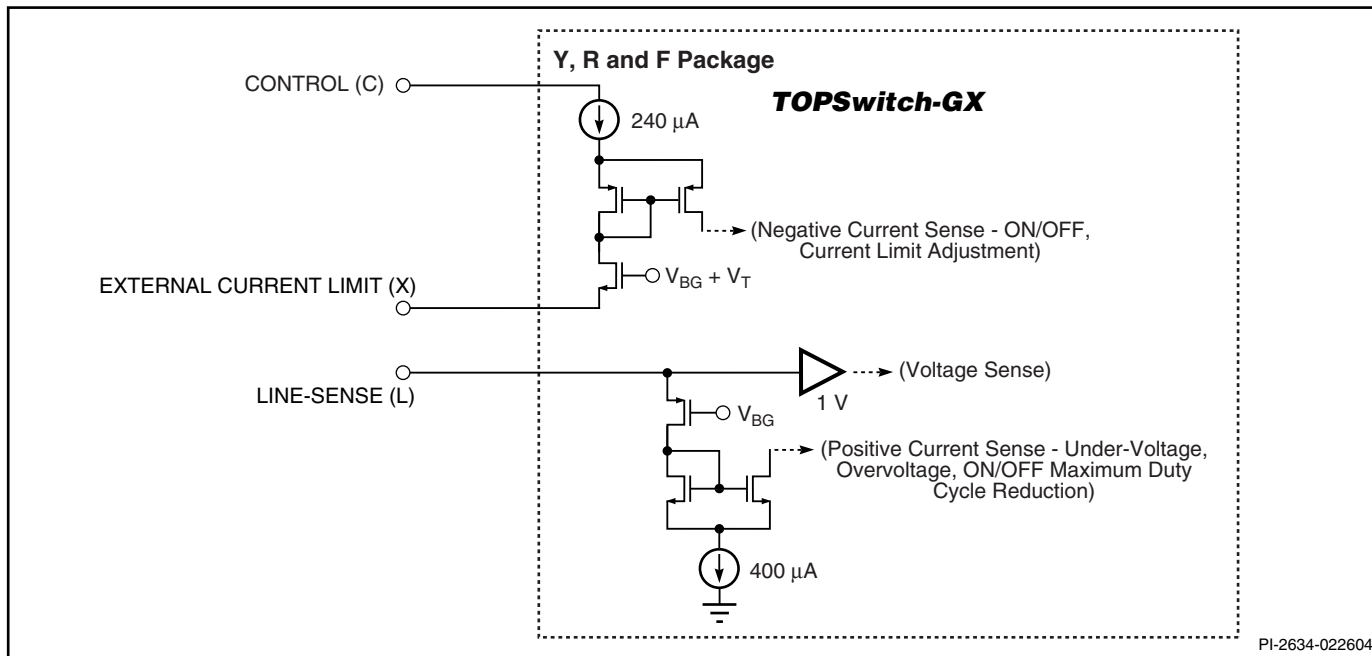 Y, R and F Package
TOPSwitch-GX
CONTROL (C)
240 μA
(Negative Current Sense - ON/OFF,
Current Limit Adjustment)
V_BG + V_T
EXTERNAL CURRENT LIMIT (X)
LINE-SENSE (L)
(Voltage Sense)
1 V
V_BG
(Positive Current Sense - Under-Voltage,
Overvoltage, ON/OFF Maximum Duty
Cycle Reduction)
400 μA
PI-2634-022604